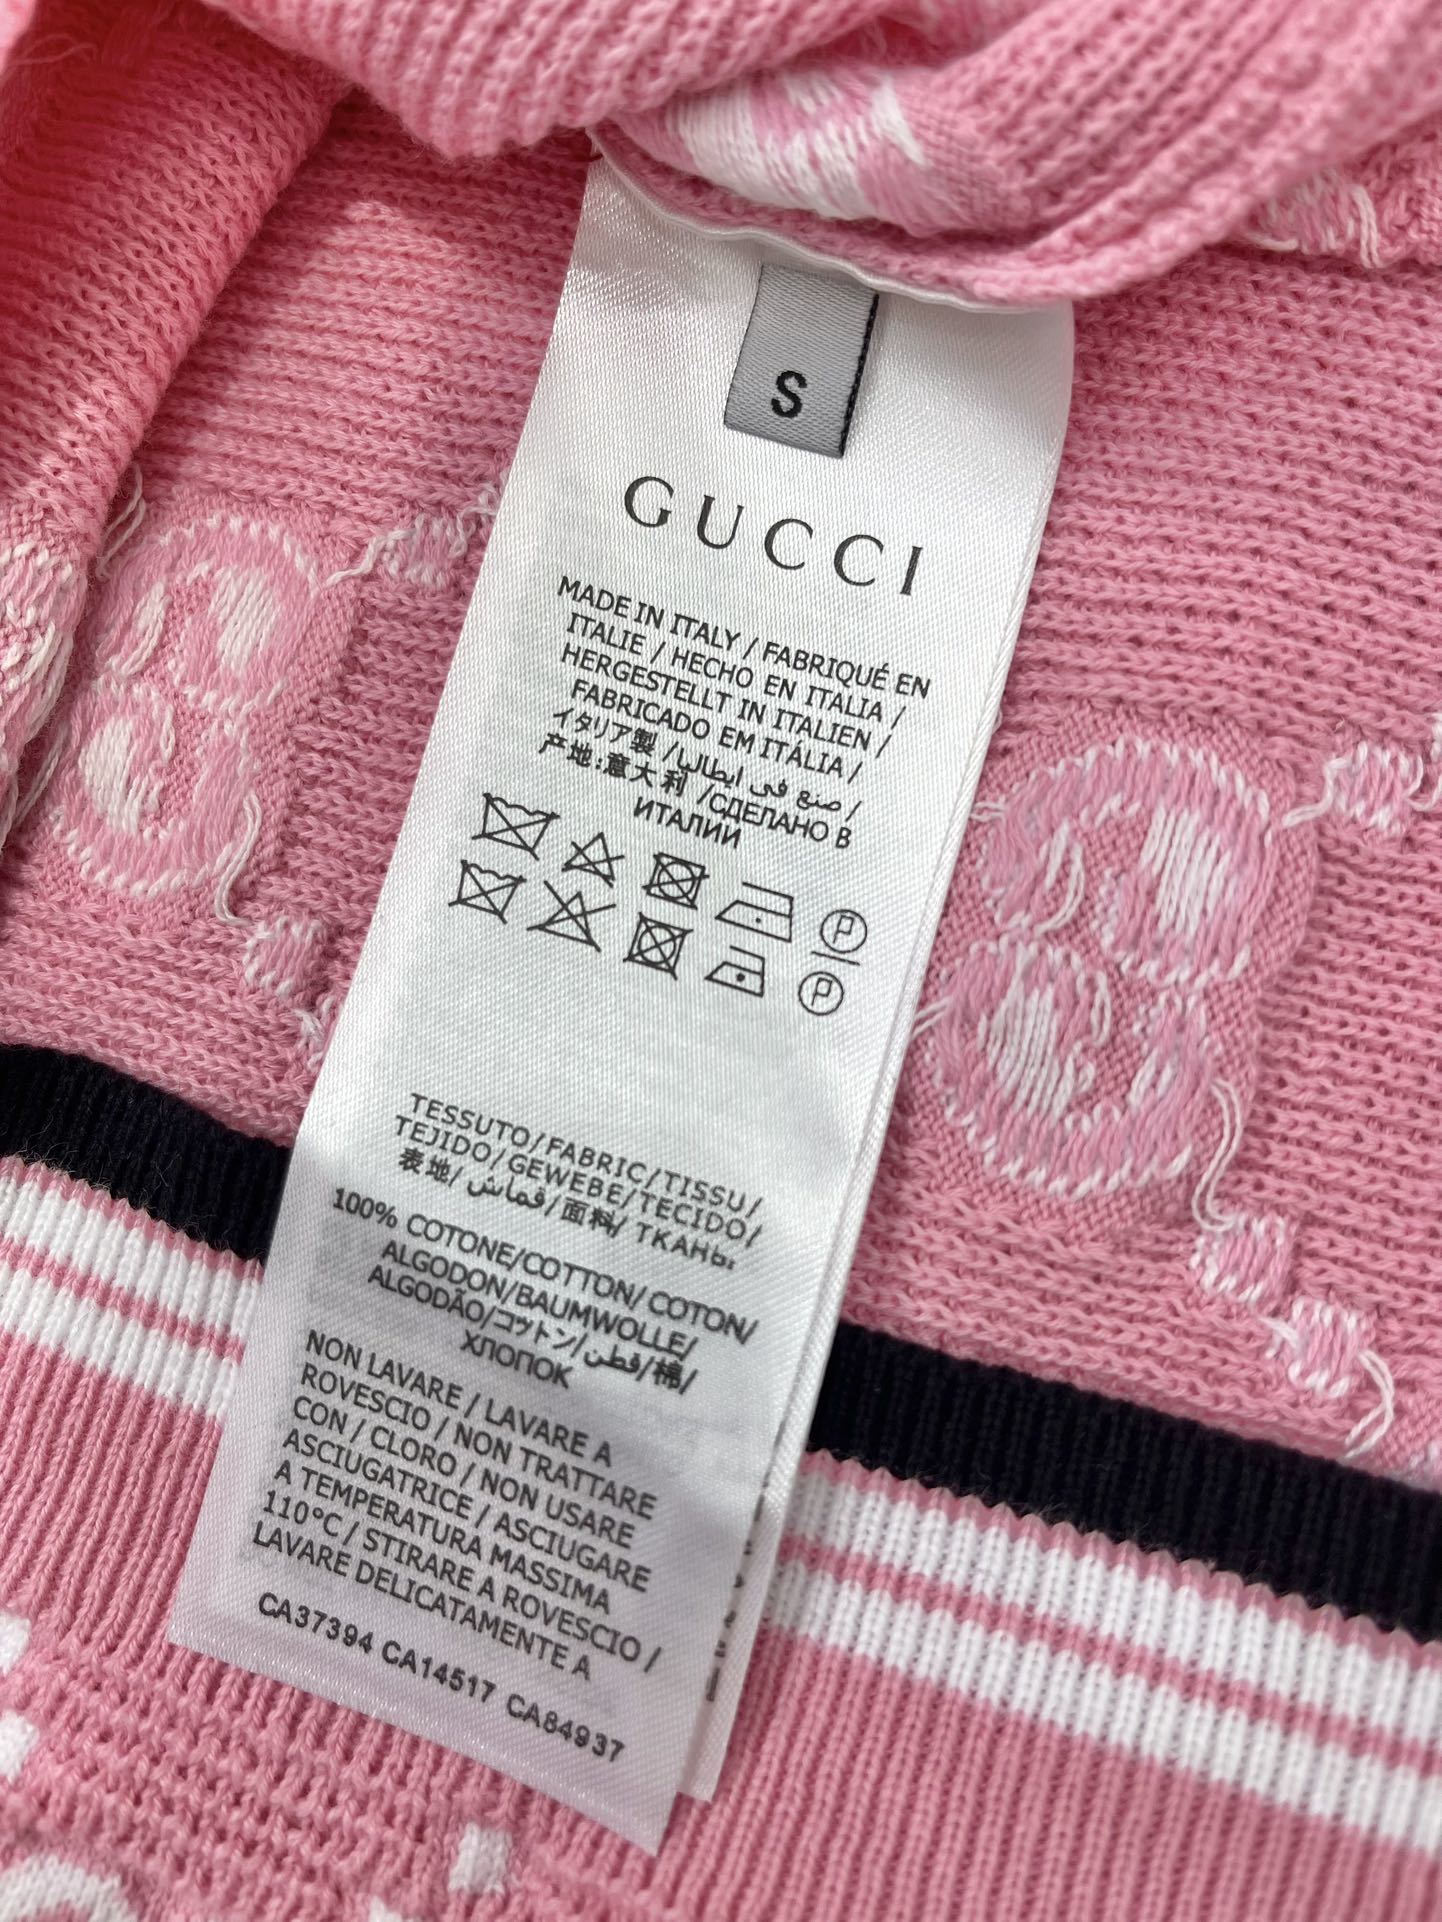 S
GUCCI
MADE IN ITALY / FABRIQUÉ EN
ITALIE / HECHO EN ITALIA /
HERGESTELLT IN ITALIEN /
FABRICADO EM ITÁLIA /
イタリア製 / صنع في ايطاليا /
产地:意大利 /СДЕЛАНО В
ИТАЛИИ
P
P
TESSUTO/FABRIC/TISSU/
TEJIDO/GEWEBE/TECIDO/
表地/ قماش/面料/ ТКАНЬ:
100% COTONE/COTTON/COTON/
ALGODON/BAUMWOLLE/
ALGODÃO/コットン/قطن/棉/
ХЛОПОК
NON LAVARE / LAVARE A
ROVESCIO / NON TRATTARE
CON / CLORO / NON USARE
ASCIUGATRICE / ASCIUGARE
A TEMPERATURA MASSIMA
110°C / STIRARE A ROVESCIO /
LAVARE DELICATAMENTE A
CA37394 CA14517 CA84937